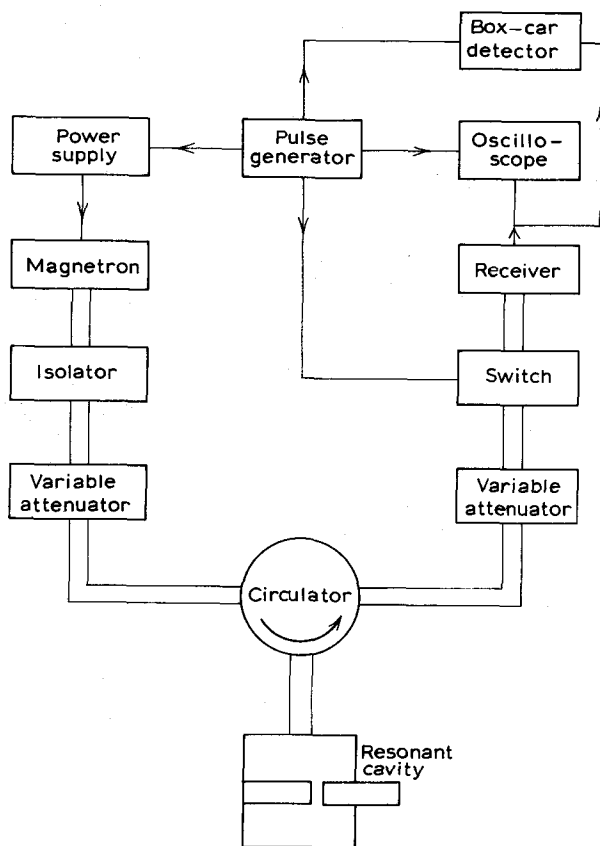 Box-car
detector
Power
supply
Pulse
generator
Oscillo-
scope
Magnetron
Receiver
Isolator
Switch
Variable
attenuator
Variable
attenuator
Circulator
Resonant
cavity